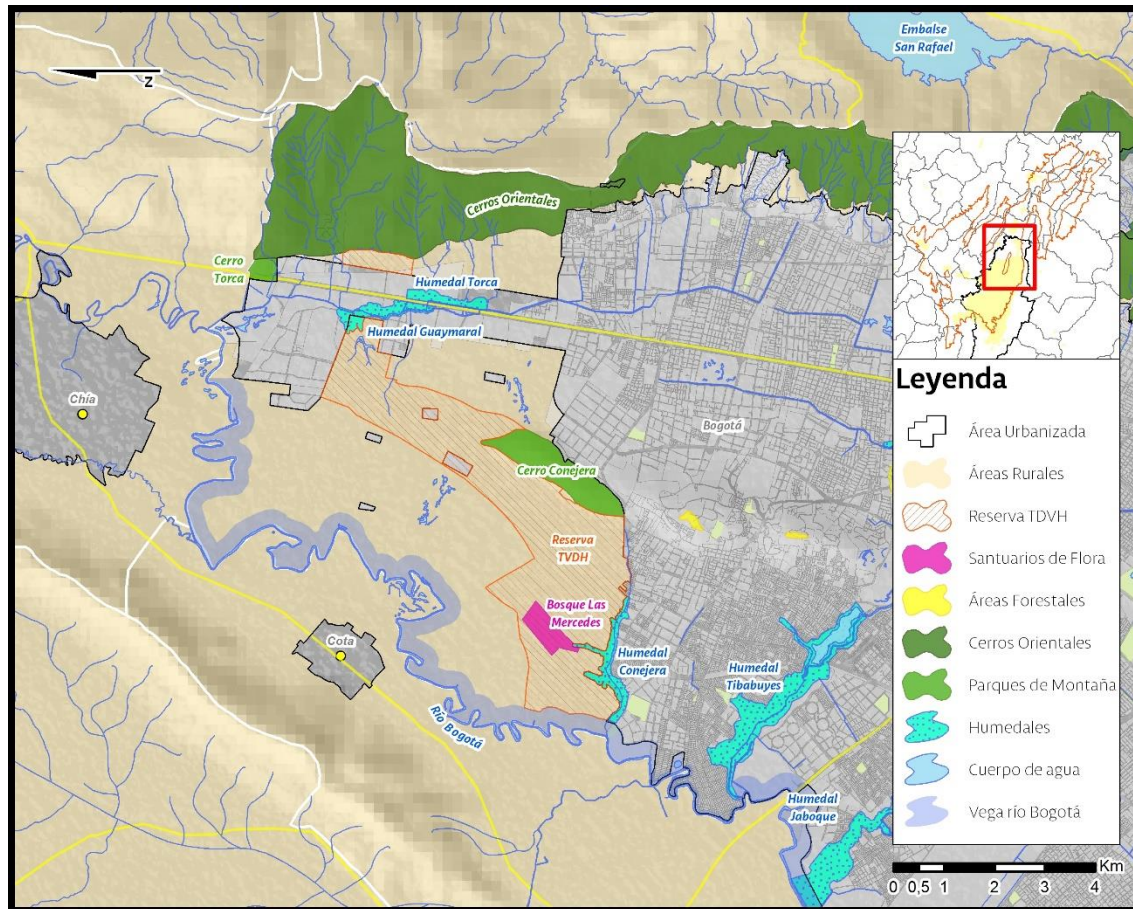 Embalse
San Rafael
Z
Cerros Orientales
Cerro
Torca
Humedal Torca
Humedal Guaymaral
Chía
Bogotá
Cerro Conejera
Reserva
TVDH
Bosque Las
Mercedes
Cota
Humedal
Conejera
Humedal
Tibabuyes
Río Bogotá
Humedal
Jaboque
Leyenda
Área Urbanizada
Áreas Rurales
Reserva TDVH
Santuarios de Flora
Áreas Forestales
Cerros Orientales
Parques de Montaña
Humedales
Cuerpo de agua
Vega río Bogotá
Km
0 0,5 1 2 3 4